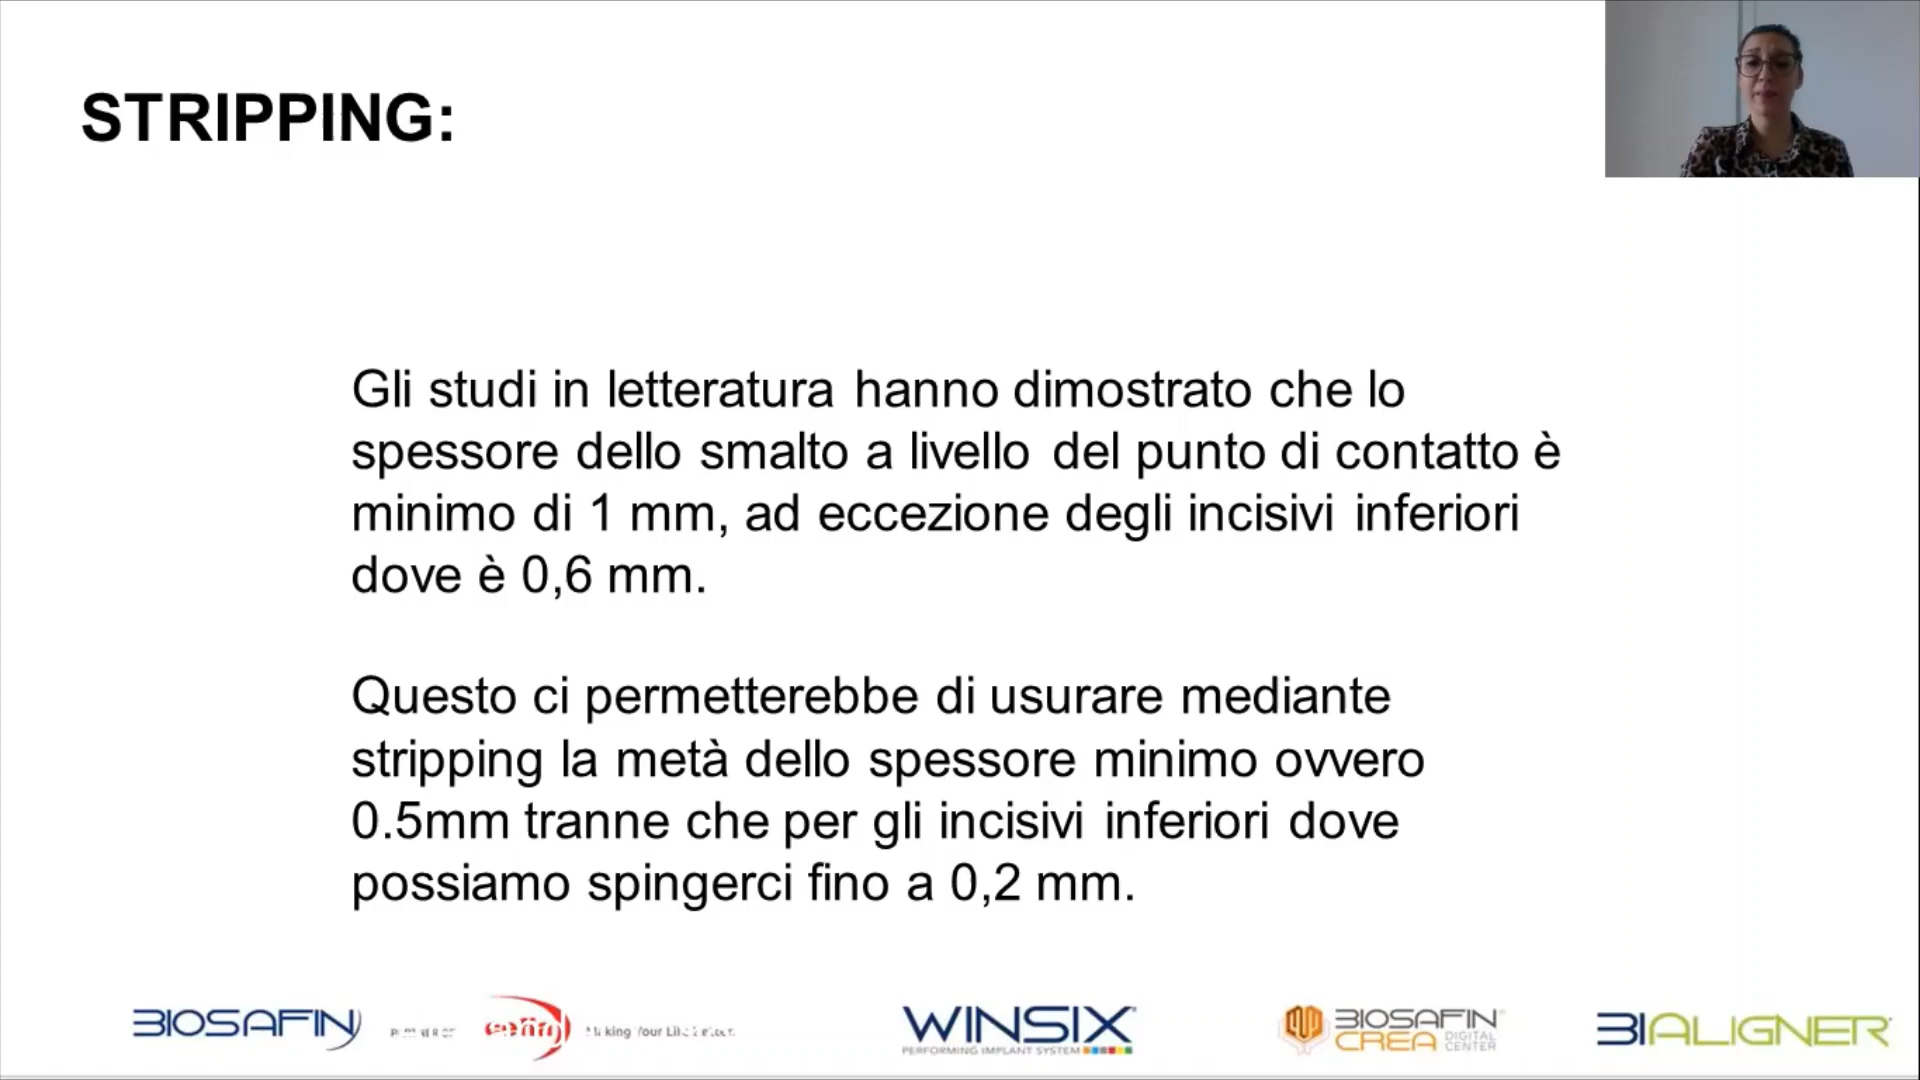 STRIPPING:
Gli studi in letteratura hanno dimostrato che lo
spessore dello smalto a livello del punto di contatto è
minimo di 1 mm, ad eccezione degli incisivi inferiori
dove è 0,6 mm.
Questo ci permetterebbe di usurare mediante
stripping la metà dello spessore minimo ovvero
0.5mm tranne che per gli incisivi inferiori dove
possiamo spingerci fino a 0,2 mm.
BIOSAFIN
Making Your Life
WINSIX
PERFORMING IMPLANT SYSTEM
BIOSAFIN
CREA DIGITAL CENTER
BIALIGNER